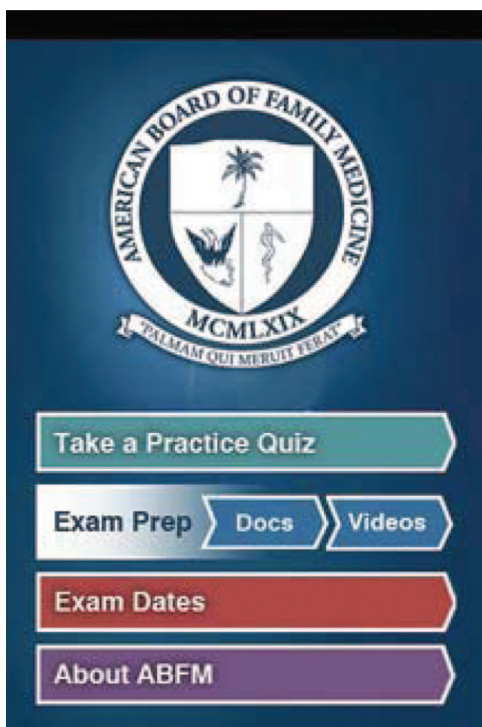 AMERICAN BOARD OF FAMILY MEDICINE
MCMLXIX
"PALMAM QUI MERUIT FERAT"
Take a Practice Quiz
Exam Prep Docs Videos
Exam Dates
About ABFM